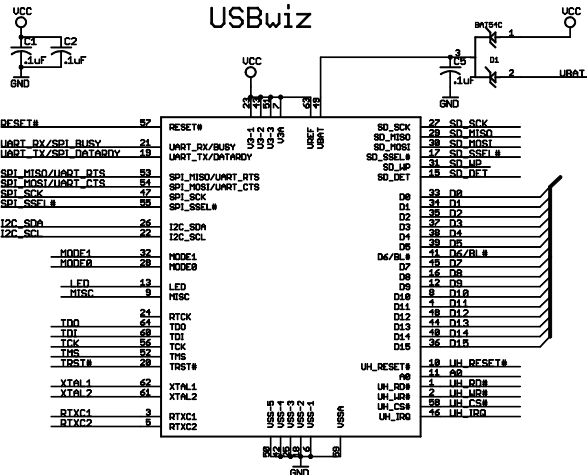 USBwiz
VCC
C1
.1uF
C2
.1uF
GND
VCC
23
43
51
7
63
49
V3-1
V3-2
V3-3
V3A
VREF
VBAT
VCC
BAT54C
1
3
D1
2
UBAT
C5
.1uF
GND
RESET# 57 RESET#
UART_RX/SPI_BUSY 21 UART_RX/BUSY
UART_TX/SPI_DATARDY 19 UART_TX/DATARDY
SPI_MISO/UART_RTS 53 SPI_MISO/UART_RTS
SPI_MOSI/UART_CTS 54 SPI_MOSI/UART_CTS
SPI_SCK 47 SPI_SCK
SPI_SSEL# 55 SPI_SSEL#
I2C_SDA 26 I2C_SDA
I2C_SCL 22 I2C_SCL
MODE1 32 MODE1
MODE0 28 MODE0
LED 13 LED
MISC 9 MISC
24 RTCK
TDO 64 TDO
TDI 60 TDI
TCK 56 TCK
TMS 52 TMS
TRST# 20 TRST#
XTAL1 62 XTAL1
XTAL2 61 XTAL2
RTXC1 3 RTXC1
RTXC2 5 RTXC2
SD_SCK 27 SD_SCK
SD_MISO 29 SD_MISO
SD_MOSI 30 SD_MOSI
SD_SSEL# 17 SD_SSEL#
SD_WP 31 SD_WP
SD_DET 15 SD_DET
D0 33 D0
D1 34 D1
D2 35 D2
D3 37 D3
D4 38 D4
D5 39 D5
D6/BL# 41 D6/BL#
D7 45 D7
D8 16 D8
D9 12 D9
D10 8 D10
D11 4 D11
D12 48 D12
D13 44 D13
D14 40 D14
D15 36 D15
UH_RESET# 10 UH_RESET#
A0 11 A0
UH_RD# 1 UH_RD#
UH_WR# 2 UH_WR#
UH_CS# 58 UH_CS#
UH_IRQ 46 UH_IRQ
VSS-5
VSS-4
VSS-3
VSS-2
VSS-1
VSSA
50
42
25
18
6
59
GND